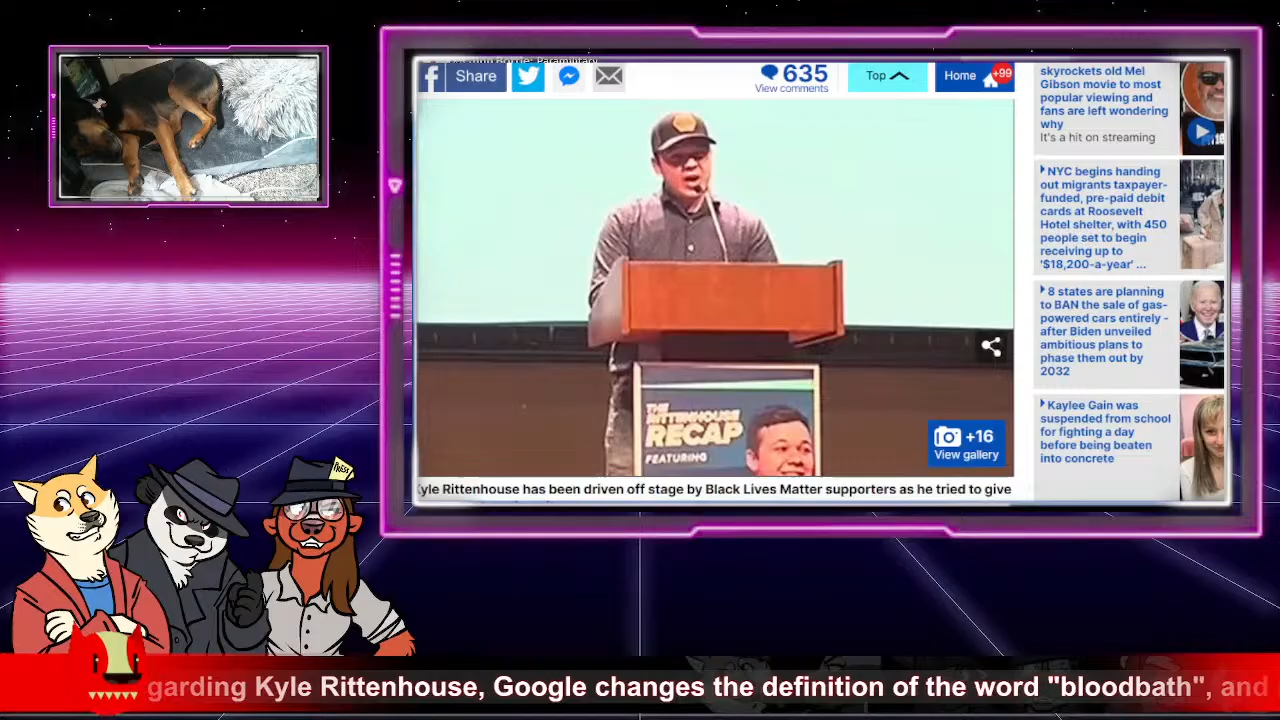 Share
635
View comments
Top
Home
+99
skyrockets old Mel
Gibson movie to most
popular viewing and
fans are left wondering
why
It's a hit on streaming
NYC begins handing
out migrants taxpayer-
funded, pre-paid debit
cards at Roosevelt
Hotel shelter, with 450
people set to begin
receiving up to
'$18,200-a-year' ...
8 states are planning
to BAN the sale of gas-
powered cars entirely -
after Biden unveiled
ambitious plans to
phase them out by
2032
Kaylee Gain was
suspended from school
for fighting a day
before being beaten
into concrete
THE
RITTENHOUSE
RECAP
FEATURING
+16
View gallery
Kyle Rittenhouse has been driven off stage by Black Lives Matter supporters as he tried to give
PRESS
garding Kyle Rittenhouse, Google changes the definition of the word "bloodbath", and